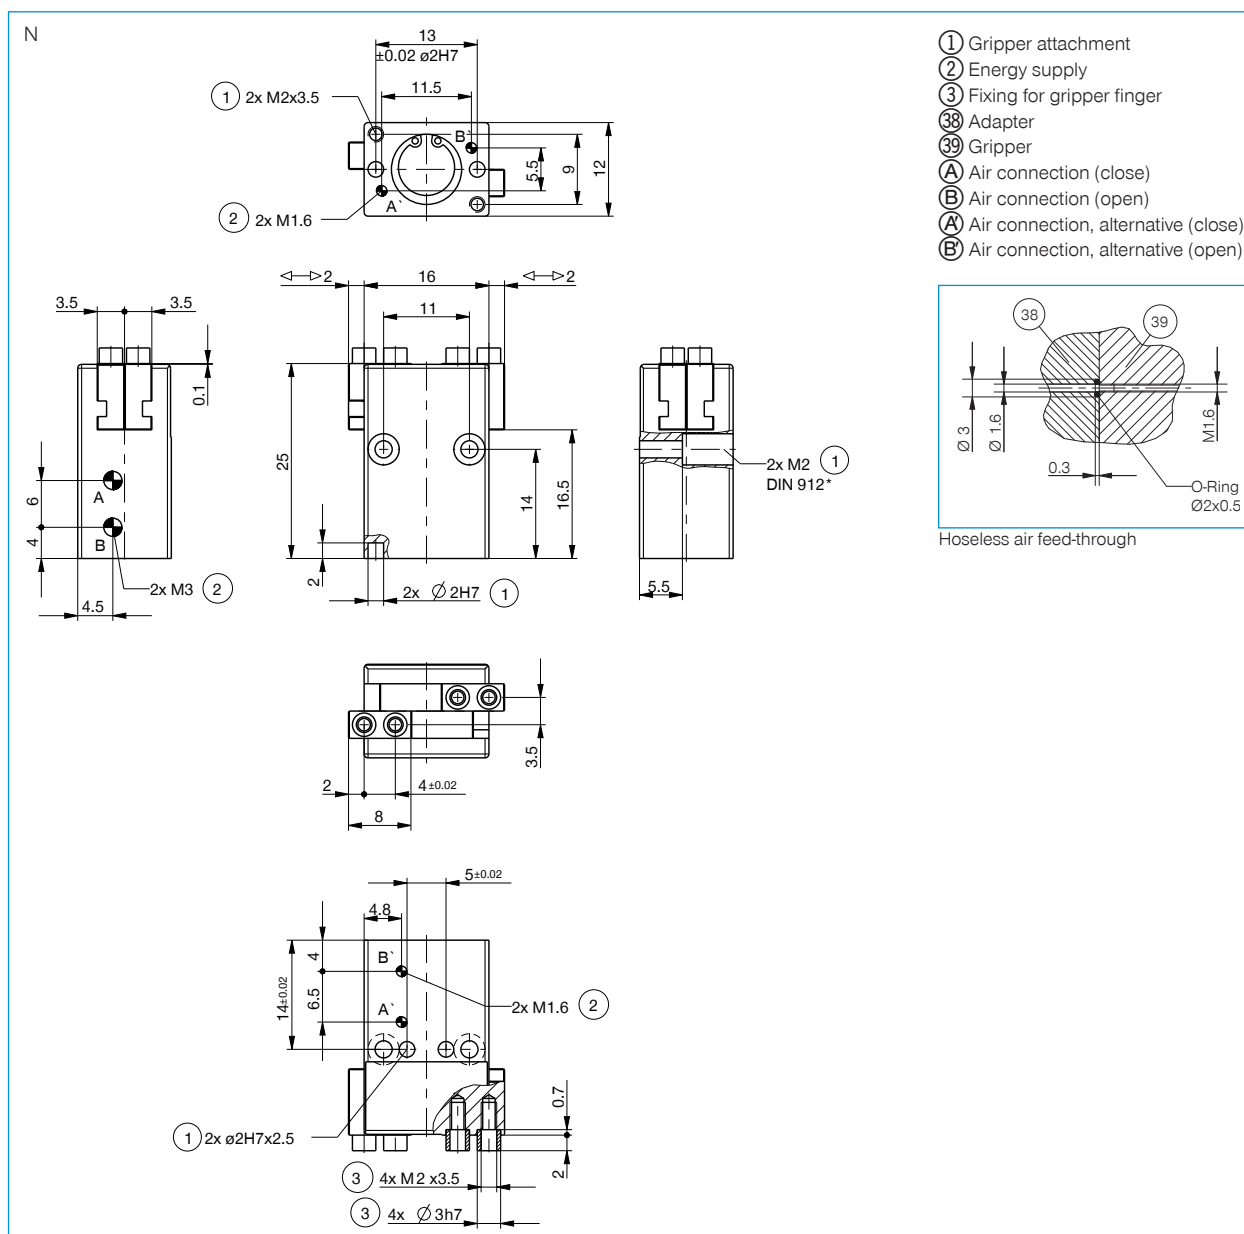 N
13
±0.02 ø2H7
11.5
1 2x M2x3.5
B`
5.5
9
12
A`
2 2x M1.6
1 Gripper attachment
2 Energy supply
3 Fixing for gripper finger
38 Adapter
39 Gripper
A Air connection (close)
B Air connection (open)
A' Air connection, alternative (close)
B' Air connection, alternative (open)
2
16
2
3.5
3.5
11
0.1
25
A
6
B
4
14
16.5
2x M2 1
DIN 912*
2x M3 2
4.5
2
2x Ø 2H7 1
5.5
38
39
Ø 3
Ø 1.6
M1.6
0.3
O-Ring
Ø2x0.5
Hoseless air feed-through
3.5
2
4±0.02
8
5±0.02
4.8
4
B`
14±0.02
6.5
A`
2x M1.6 2
0.7
1 2x ø2H7x2.5
2
3 4x M2 x3.5
3 4x Ø 3h7